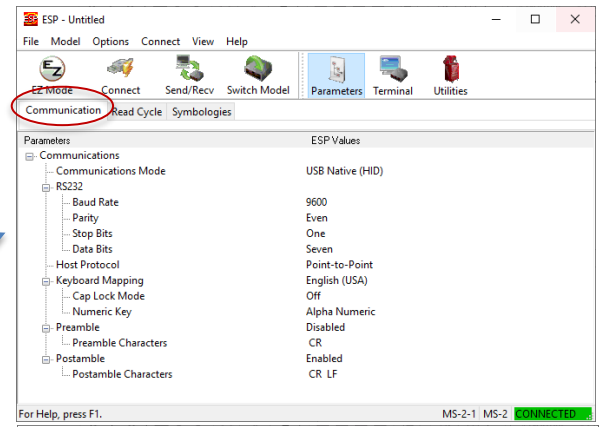 ESP - Untitled
File Model Options Connect View Help
EZ
EZ Mode Connect Send/Recv Switch Model Parameters Terminal Utilities
Communication Read Cycle Symbologies
Parameters ESP Values
Communications
Communications Mode USB Native (HID)
RS232
Baud Rate 9600
Parity Even
Stop Bits One
Data Bits Seven
Host Protocol Point-to-Point
Keyboard Mapping English (USA)
Cap Lock Mode Off
Numeric Key Alpha Numeric
Preamble Disabled
Preamble Characters CR
Postamble Enabled
Postamble Characters CR LF
For Help, press F1. MS-2-1 MS-2 CONNECTED